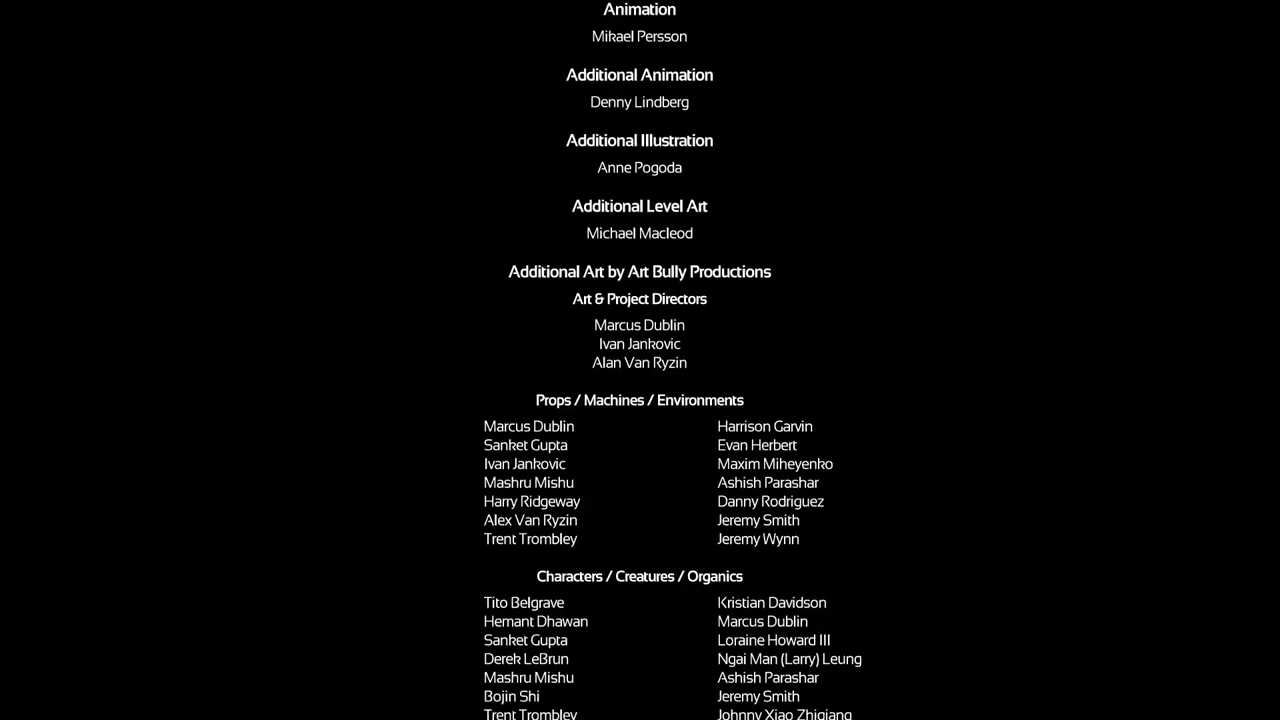 Animation
Mikael Persson
Additional Animation
Denny Lindberg
Additional Illustration
Anne Pogoda
Additional Level Art
Michael Macleod
Additional Art by Art Bully Productions
Art & Project Directors
Marcus Dublin
Ivan Jankovic
Alan Van Ryzin
Props / Machines / Environments
Marcus Dublin Harrison Garvin
Sanket Gupta Evan Herbert
Ivan Jankovic Maxim Miheyenko
Mashru Mishu Ashish Parashar
Harry Ridgeway Danny Rodriguez
Alex Van Ryzin Jeremy Smith
Trent Trombley Jeremy Wynn
Characters / Creatures / Organics
Tito Belgrave Kristian Davidson
Hemant Dhawan Marcus Dublin
Sanket Gupta Loraine Howard III
Derek LeBrun Ngai Man (Larry) Leung
Mashru Mishu Ashish Parashar
Bojin Shi Jeremy Smith
Trent Trombley Johnny Xiao Zhiqiang